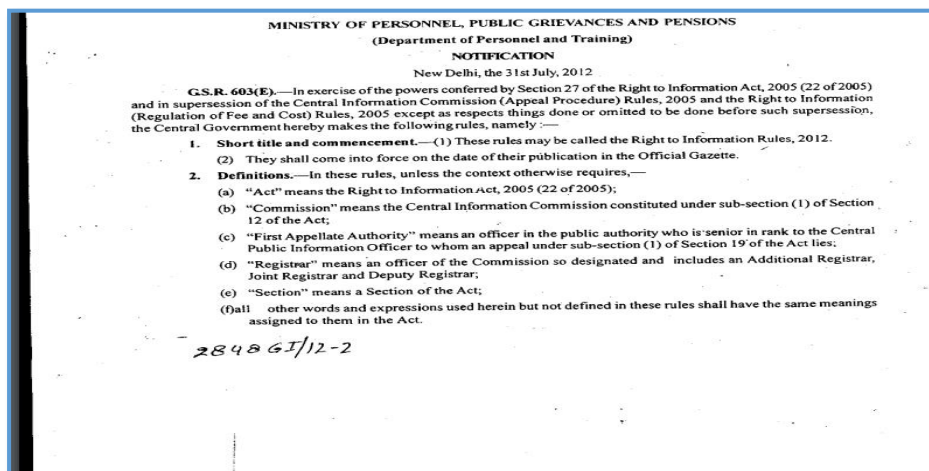 MINISTRY OF PERSONNEL, PUBLIC GRIEVANCES AND PENSIONS
(Department of Personnel and Training)
NOTIFICATION
New Delhi, the 31st July, 2012
G.S.R. 603(E).—In exercise of the powers conferred by Section 27 of the Right to Information Act, 2005 (22 of 2005)
and in supersession of the Central Information Commission (Appeal Procedure) Rules, 2005 and the Right to Information
(Regulation of Fee and Cost) Rules, 2005 except as respects things done or omitted to be done before such supersession,
the Central Government hereby makes the following rules, namely :—
1. Short title and commencement.—(1) These rules may be called the Right to Information Rules, 2012.
(2) They shall come into force on the date of their publication in the Official Gazette.
2. Definitions.—In these rules, unless the context otherwise requires,—
(a) “Act” means the Right to Information Act, 2005 (22 of 2005);
(b) “Commission” means the Central Information Commission constituted under sub-section (1) of Section
12 of the Act;
(c) “First Appellate Authority” means an officer in the public authority who is senior in rank to the Central
Public Information Officer to whom an appeal under sub-section (1) of Section 19 of the Act lies;
(d) “Registrar” means an officer of the Commission so designated and includes an Additional Registrar,
Joint Registrar and Deputy Registrar;
(e) “Section” means a Section of the Act;
(f)all other words and expressions used herein but not defined in these rules shall have the same meanings
assigned to them in the Act.
2848 GI/12-2